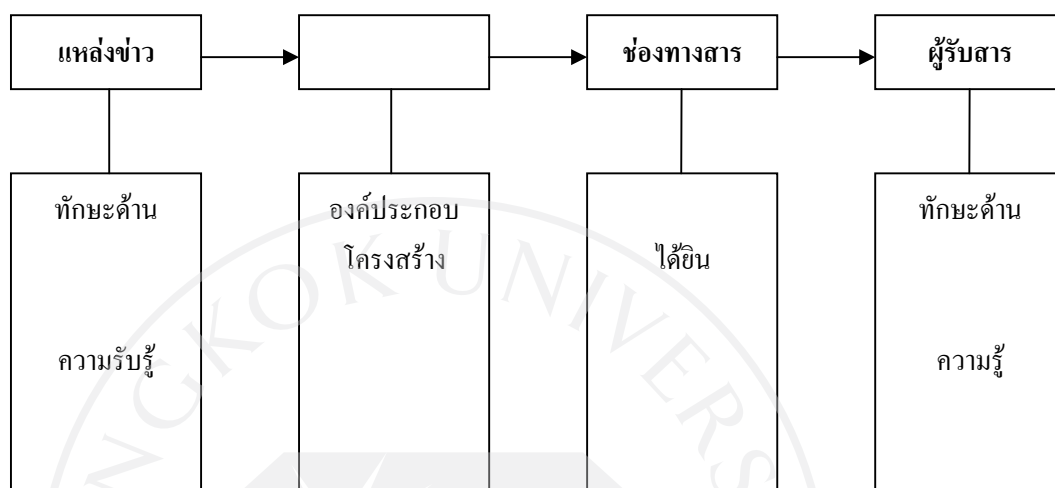 แหล่งข่าว
ช่องทางสาร
ผู้รับสาร
ทักษะด้าน
ความรับรู้
องค์ประกอบ
โครงสร้าง
ได้ยิน
ทักษะด้าน
ความรู้
NGKOK UNIVERS